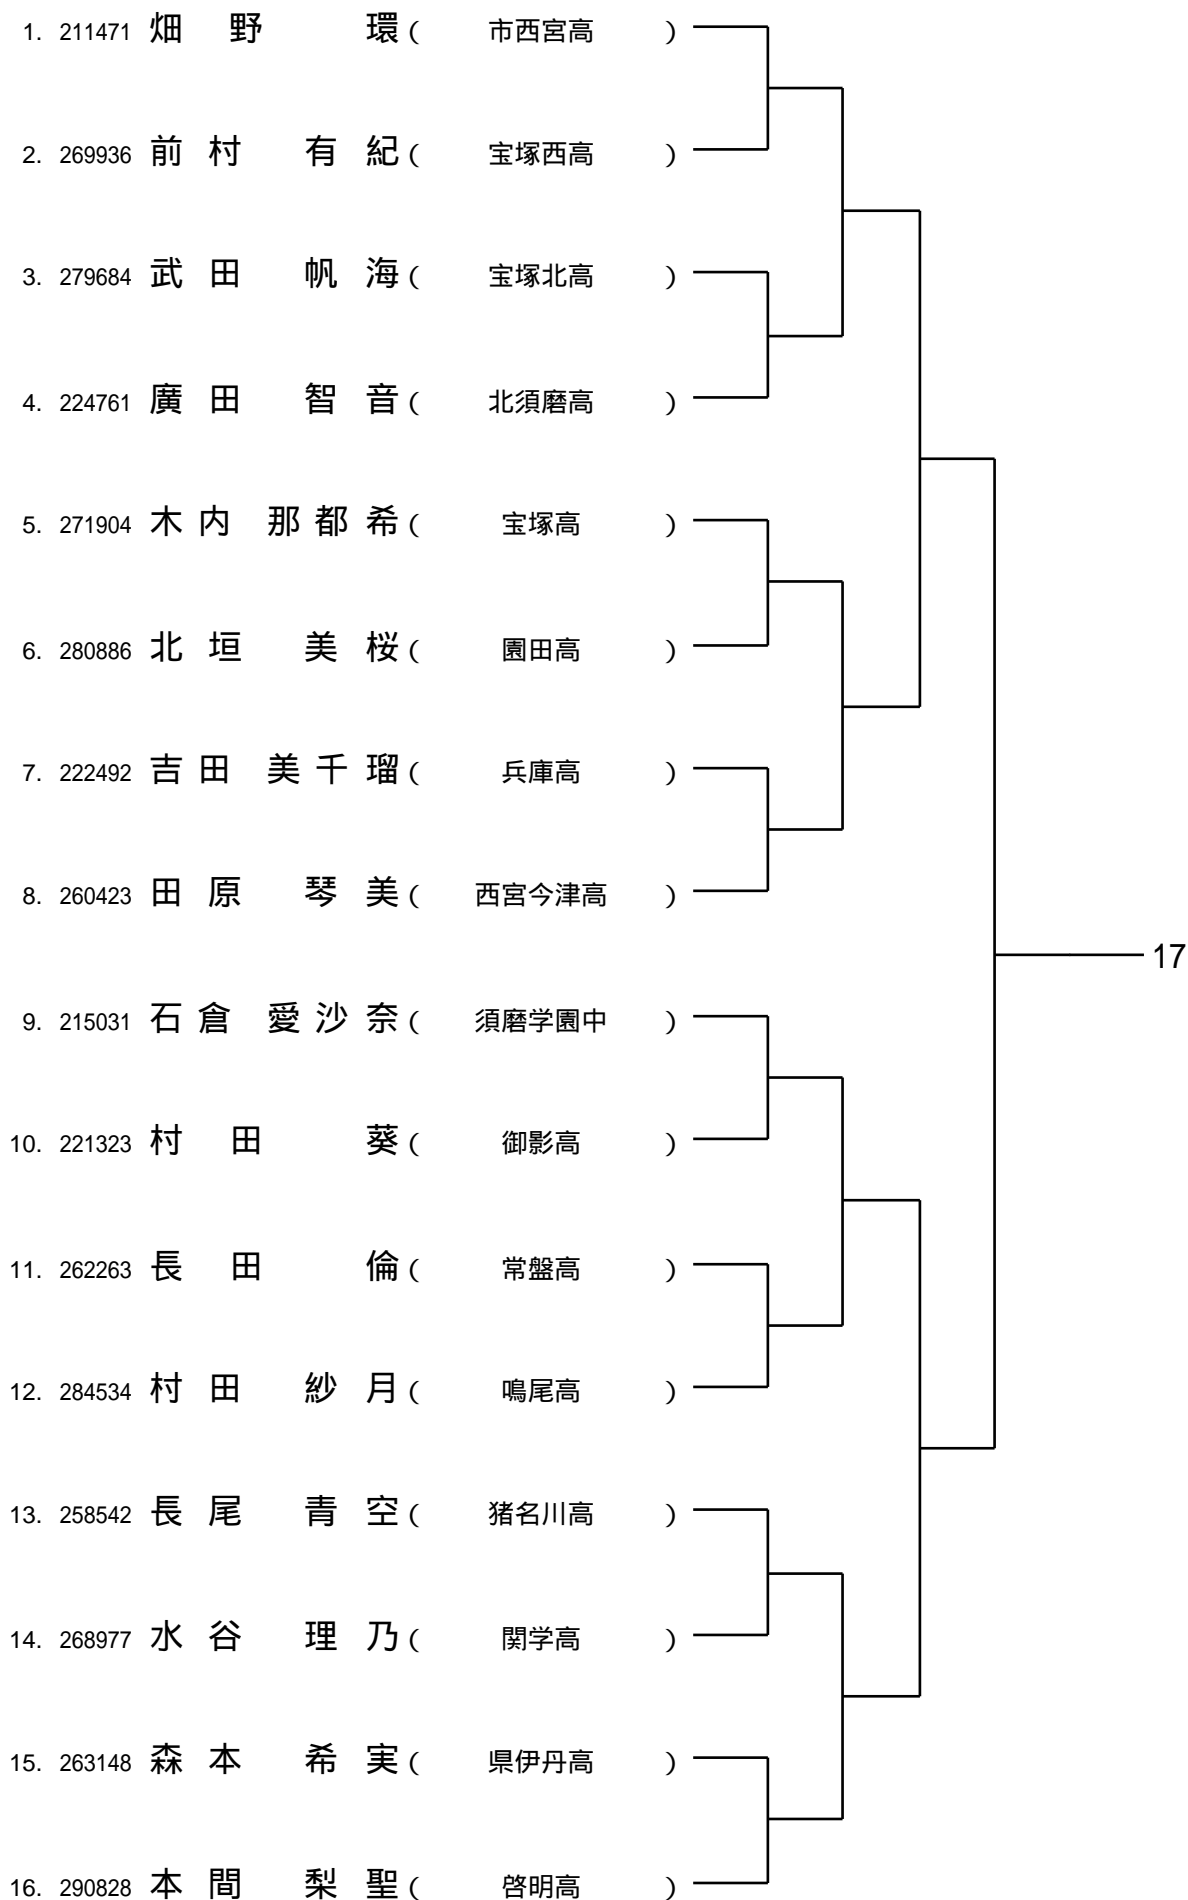 1. 211471 畑 野 環 ( 市西宮高 )
2. 269936 前 村 有 紀 ( 宝塚西高 )
3. 279684 武 田 帆 海 ( 宝塚北高 )
4. 224761 廣 田 智 音 ( 北須磨高 )
5. 271904 木 内 那 都 希 ( 宝塚高 )
6. 280886 北 垣 美 桜 ( 園田高 )
7. 222492 吉 田 美 千 瑠 ( 兵庫高 )
8. 260423 田 原 琴 美 ( 西宮今津高 )
17
9. 215031 石 倉 愛 沙 奈 ( 須磨学園中 )
10. 221323 村 田 葵 ( 御影高 )
11. 262263 長 田 倫 ( 常盤高 )
12. 284534 村 田 紗 月 ( 鳴尾高 )
13. 258542 長 尾 青 空 ( 猪名川高 )
14. 268977 水 谷 理 乃 ( 関学高 )
15. 263148 森 本 希 実 ( 県伊丹高 )
16. 290828 本 間 梨 聖 ( 啓明高 )